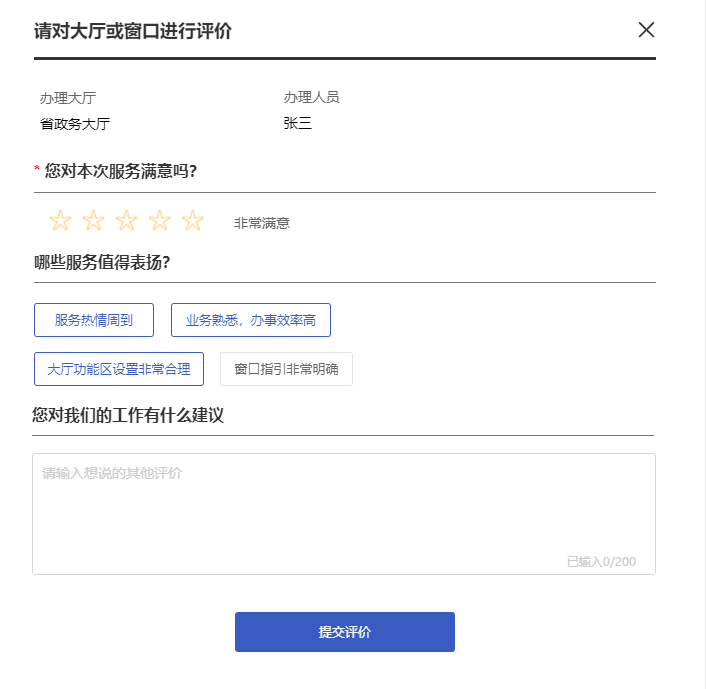 请对大厅或窗口进行评价
办理大厅 办理人员
省政务大厅 张三
* 您对本次服务满意吗?
非常满意
哪些服务值得表扬?
服务热情周到 业务熟悉，办事效率高
大厅功能区设置非常合理 窗口指引非常明确
您对我们的工作有什么建议
请输入想说的其他评价
已输入0/200
提交评价